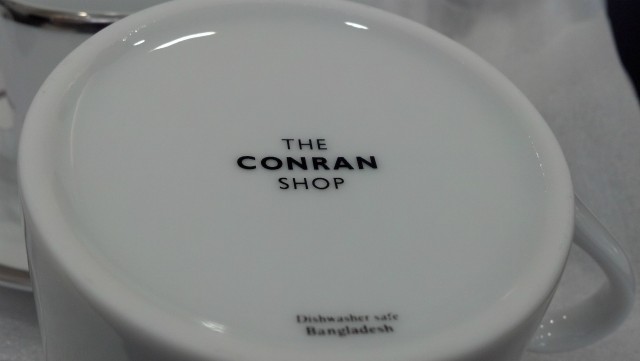 THE
CONRAN
SHOP
Dishwasher safe
Bangladesh